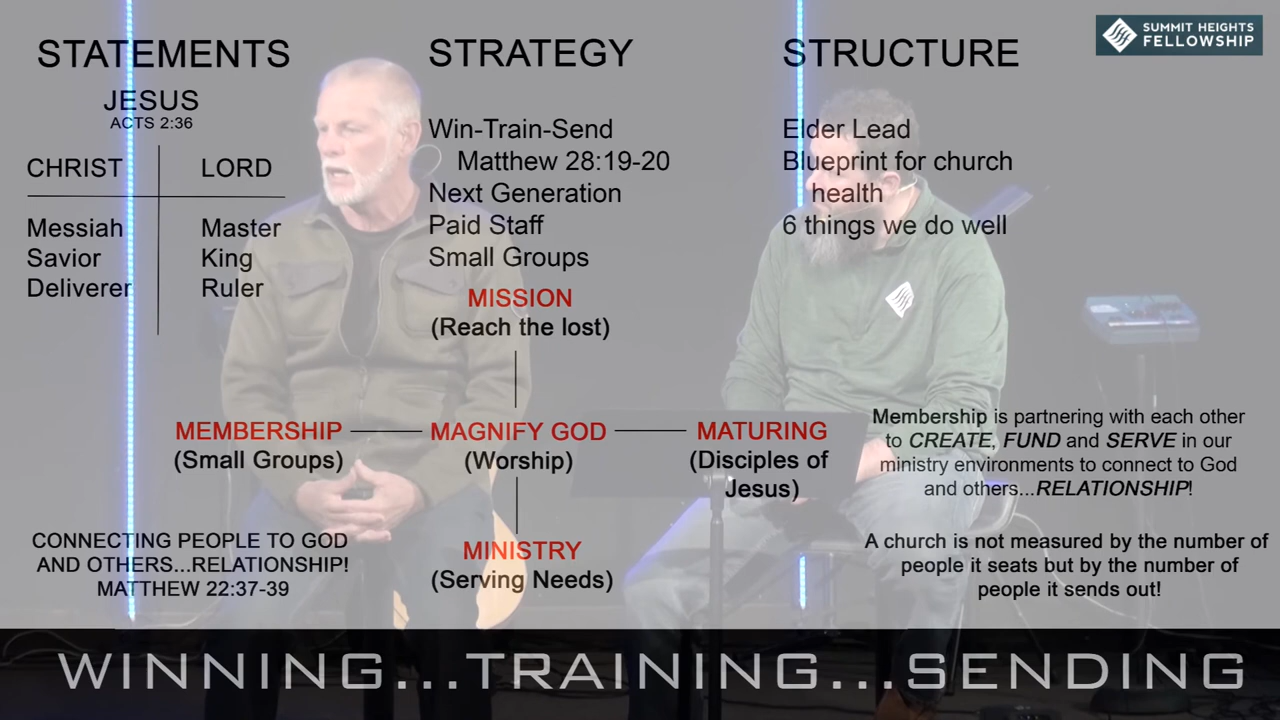 STATEMENTS
JESUS
ACTS 2:36
CHRIST
LORD
Messiah
Savior
Deliverer
Master
King
Ruler
STRATEGY
Win-Train-Send
Matthew 28:19-20
Next Generation
Paid Staff
Small Groups
STRUCTURE
Elder Lead
Blueprint for church
health
6 things we do well
SUMMIT HEIGHTS
FELLOWSHIP
MISSION
(Reach the lost)
MEMBERSHIP
(Small Groups)
MAGNIFY GOD
(Worship)
MATURING
(Disciples of
Jesus)
MINISTRY
(Serving Needs)
Membership is partnering with each other
to CREATE, FUND and SERVE in our
ministry environments to connect to God
and others...RELATIONSHIP!
CONNECTING PEOPLE TO GOD
AND OTHERS...RELATIONSHIP!
MATTHEW 22:37-39
A church is not measured by the number of
people it seats but by the number of
people it sends out!
WINNING...TRAINING...SENDING